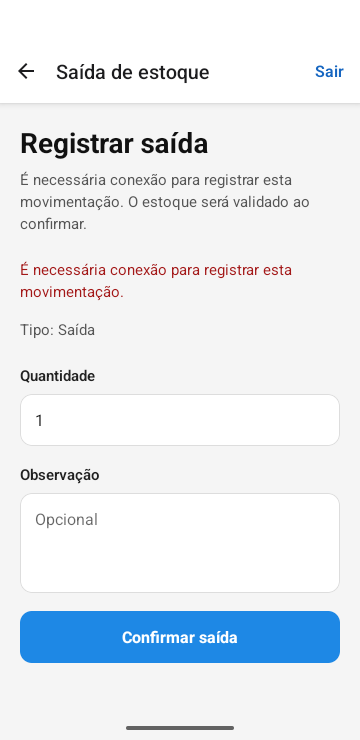 Saída de estoque
Sair
Registrar saída
É necessária conexão para registrar esta
movimentação. O estoque será validado ao
confirmar.
É necessária conexão para registrar esta
movimentação.
Tipo: Saída
Quantidade
1
Observação
Opcional
Confirmar saída